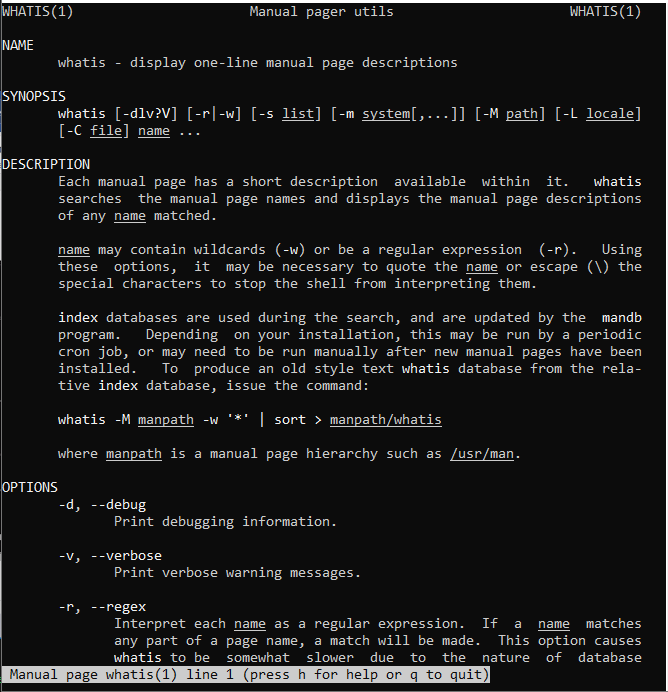 WHATIS(1)                      Manual pager utils                      WHATIS(1)
NAME
whatis - display one-line manual page descriptions
SYNOPSIS
whatis [-dlv?V] [-r|-w] [-s list] [-m system[,...]] [-M path] [-L locale]
[-C file] name ...
DESCRIPTION
Each manual page has a short description  available  within  it.   whatis
searches  the manual page names and displays the manual page descriptions
of any name matched.
name may contain wildcards (-w) or be a regular expression  (-r).   Using
these  options,  it  may be necessary to quote the name or escape (\) the
special characters to stop the shell from interpreting them.
index databases are used during the search, and are updated by the  mandb
program.   Depending  on your installation, this may be run by a periodic
cron job, or may need to be run manually after new manual pages have been
installed.   To  produce an old style text whatis database from the rela-
tive index database, issue the command:
whatis -M manpath -w '*' | sort > manpath/whatis
where manpath is a manual page hierarchy such as /usr/man.
OPTIONS
-d, --debug
Print debugging information.
-v, --verbose
Print verbose warning messages.
-r, --regex
Interpret each name as a regular expression.  If  a  name  matches
any part of a page name, a match will be made.  This option causes
whatis to be  somewhat  slower  due  to  the  nature  of  database
Manual page whatis(1) line 1 (press h for help or q to quit)